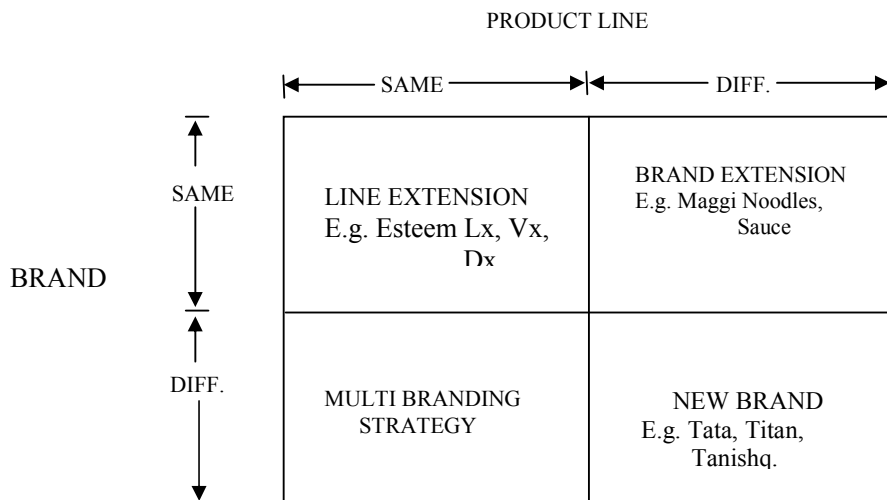 PRODUCT LINE
SAME
DIFF.
BRAND
SAME
LINE EXTENSION
E.g. Esteem Lx, Vx,
Dx
BRAND EXTENSION
E.g. Maggi Noodles,
Sauce
DIFF.
MULTI BRANDING
STRATEGY
NEW BRAND
E.g. Tata, Titan,
Tanishq.